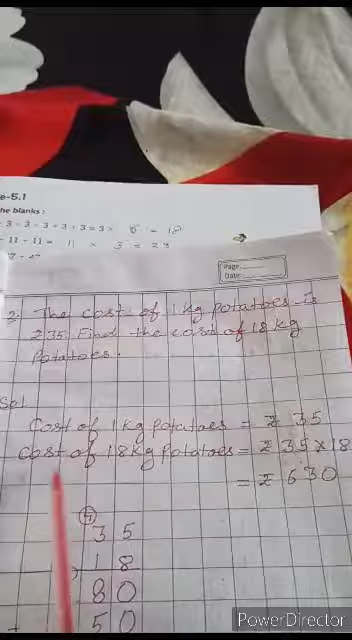 e-5.1
he blanks :
3 + 3 + 3 + 3 + 3 = 3 × 6 = 18
11 - 11 = 11 × 3 = 23
Page:
Date:
2. The cost of 1 kg potatoes is
₹35. Find the cost of 18 kg
Potatoes.
Sol
Cost of 1 kg potatoes = ₹ 35
Cost of 18 kg potatoes = ₹ 35×18
= ₹ 630
4
3 5
1 8
8 0
+ 5 0
PowerDirector